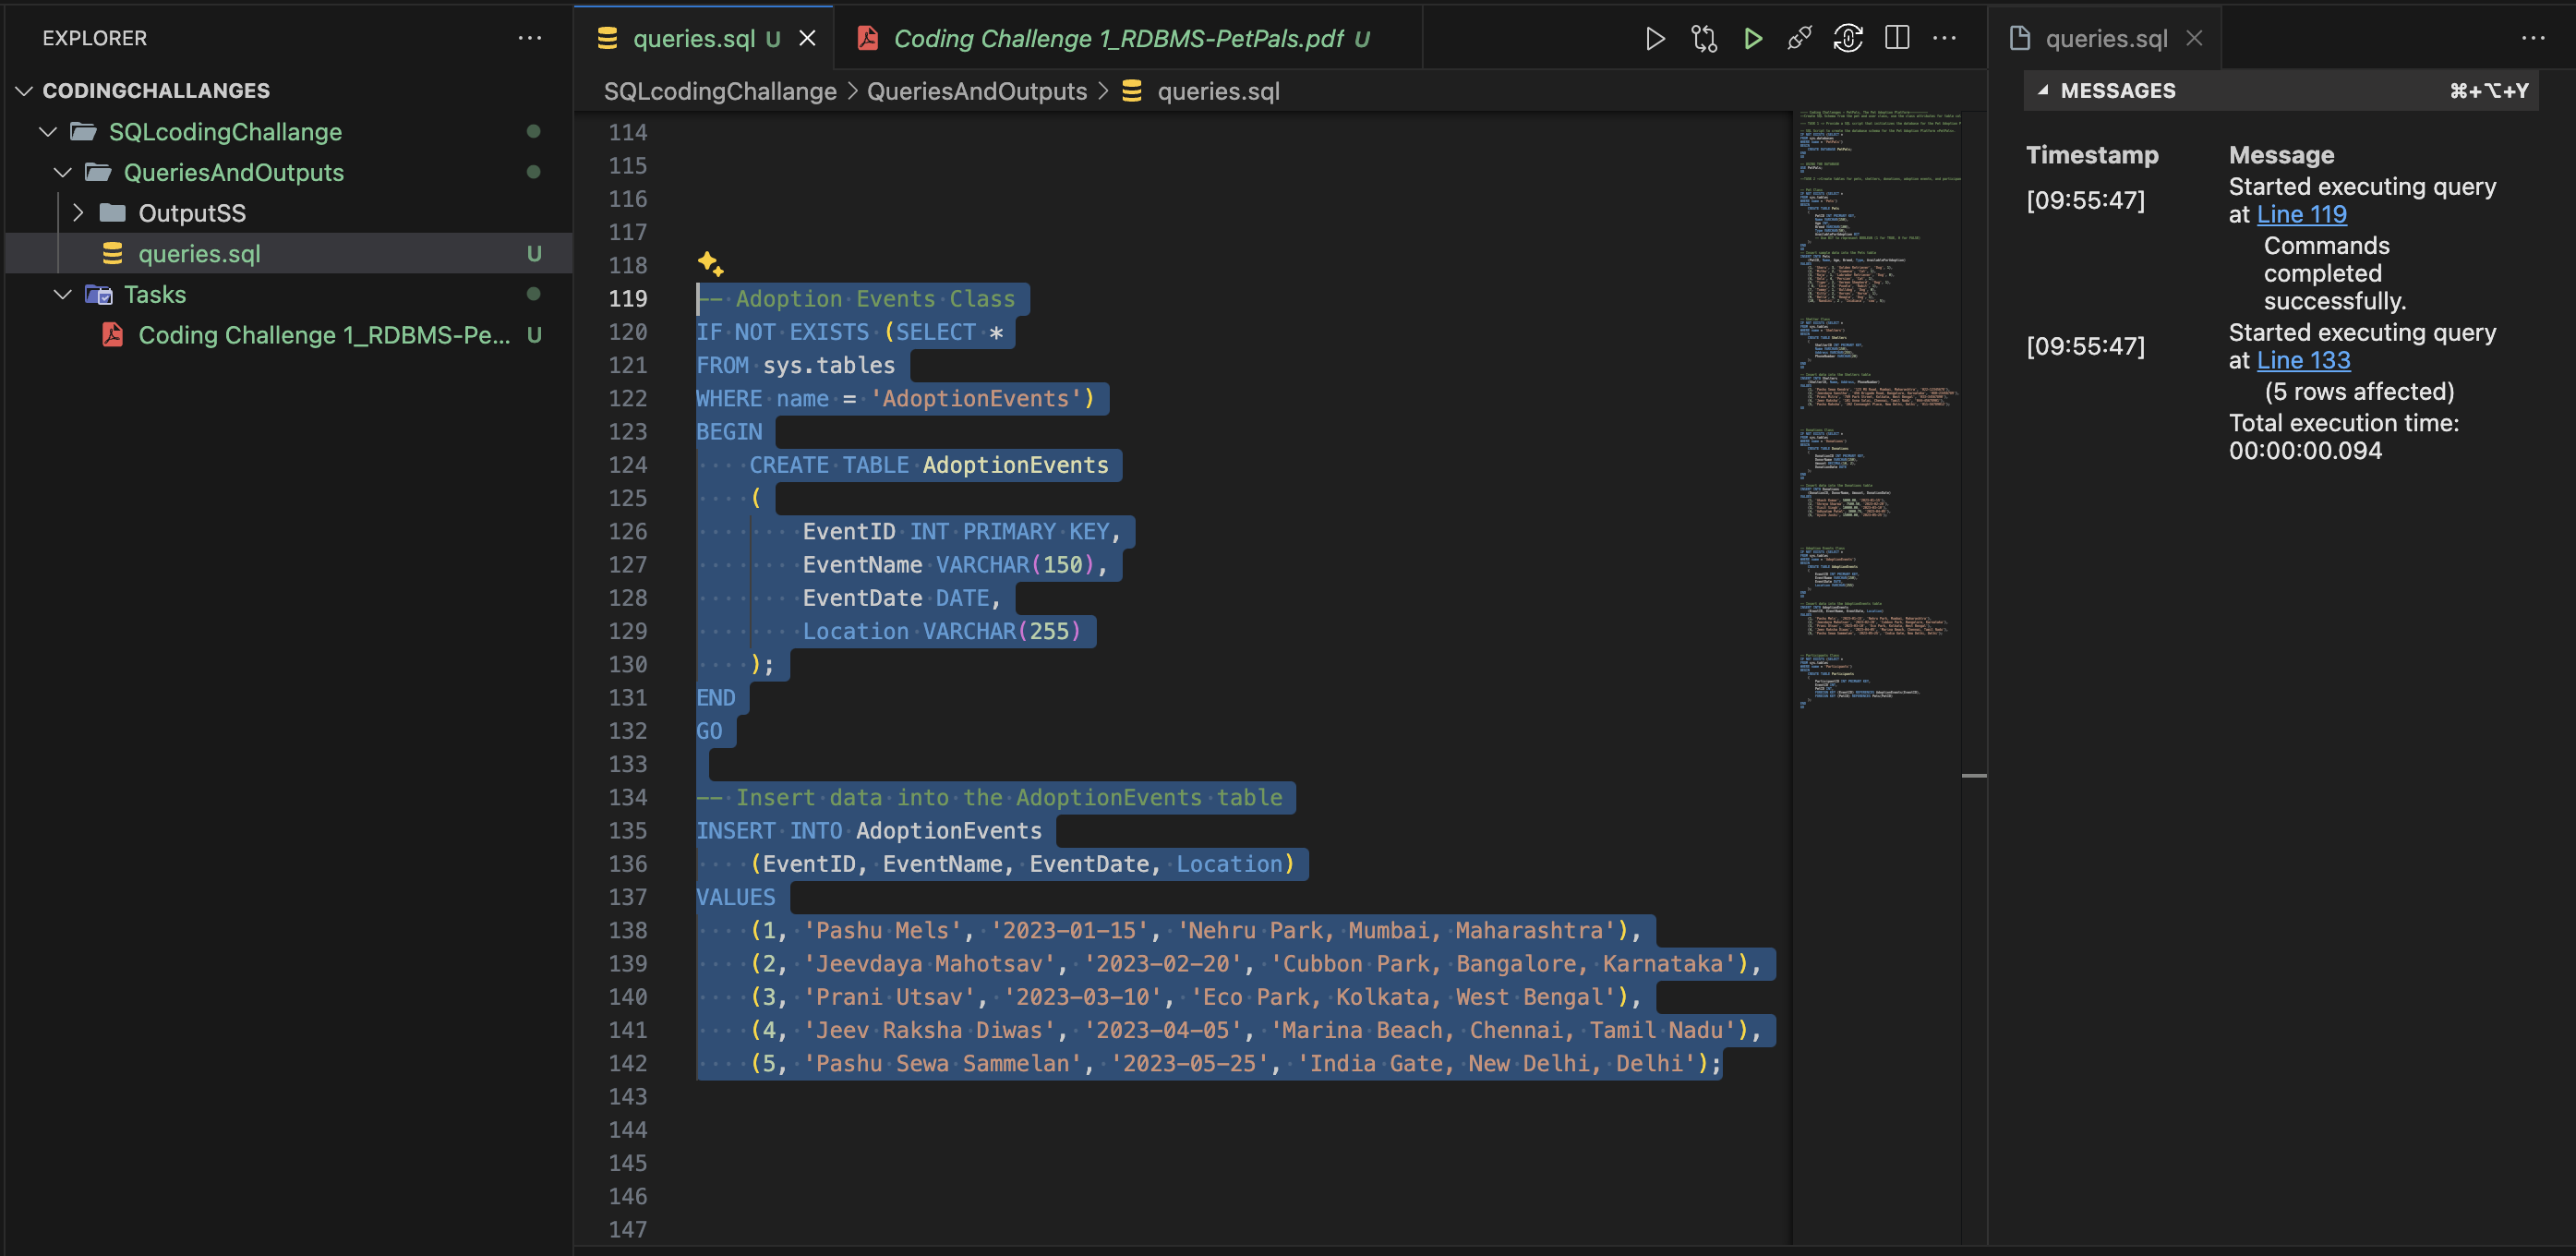 EXPLORER
CODINGCHALLANGES
SQLcodingChallange
QueriesAndOutputs
OutputSS
queries.sql U
Tasks
Coding Challenge 1_RDBMS-Pe... U
queries.sql U
Coding Challenge 1_RDBMS-PetPals.pdf U
SQLcodingChallange > QueriesAndOutputs > queries.sql
114
115
116
117
118
119 -- Adoption Events Class
120 IF NOT EXISTS (SELECT *
121 FROM sys.tables
122 WHERE name = 'AdoptionEvents')
123 BEGIN
124 CREATE TABLE AdoptionEvents
125 (
126 EventID INT PRIMARY KEY,
127 EventName VARCHAR(150),
128 EventDate DATE,
129 Location VARCHAR(255)
130 );
131 END
132 GO
133
134 -- Insert data into the AdoptionEvents table
135 INSERT INTO AdoptionEvents
136 (EventID, EventName, EventDate, Location)
137 VALUES
138 (1, 'Pashu Mels', '2023-01-15', 'Nehru Park, Mumbai, Maharashtra'),
139 (2, 'Jeevdaya Mahotsav', '2023-02-20', 'Cubbon Park, Bangalore, Karnataka'),
140 (3, 'Prani Utsav', '2023-03-10', 'Eco Park, Kolkata, West Bengal'),
141 (4, 'Jeev Raksha Diwas', '2023-04-05', 'Marina Beach, Chennai, Tamil Nadu'),
142 (5, 'Pashu Sewa Sammelan', '2023-05-25', 'India Gate, New Delhi, Delhi');
143
144
145
146
147
queries.sql
MESSAGES ⌘+⌥+Y
Timestamp Message
[09:55:47] Started executing query
at Line 119
Commands
completed
successfully.
[09:55:47] Started executing query
at Line 133
(5 rows affected)
Total execution time:
00:00:00.094